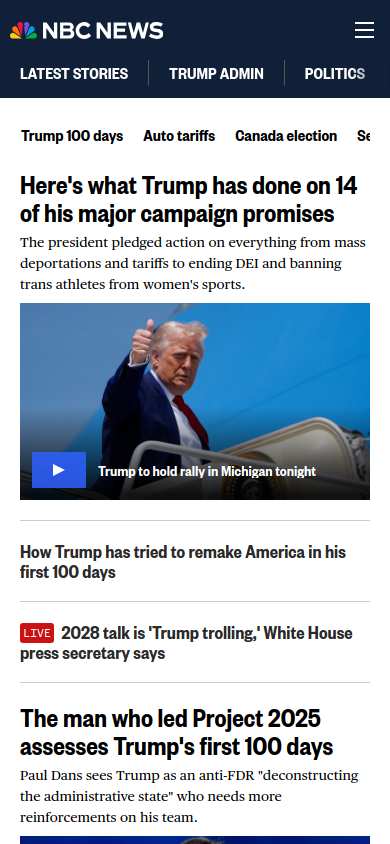 NBC NEWS
LATEST STORIES
TRUMP ADMIN
POLITICS
Trump 100 days
Auto tariffs
Canada election
Here's what Trump has done on 14
of his major campaign promises
The president pledged action on everything from mass
deportations and tariffs to ending DEI and banning
trans athletes from women's sports.
Trump to hold rally in Michigan tonight
How Trump has tried to remake America in his
first 100 days
LIVE 2028 talk is 'Trump trolling,' White House
press secretary says
The man who led Project 2025
assesses Trump's first 100 days
Paul Dans sees Trump as an anti-FDR "deconstructing
the administrative state" who needs more
reinforcements on his team.